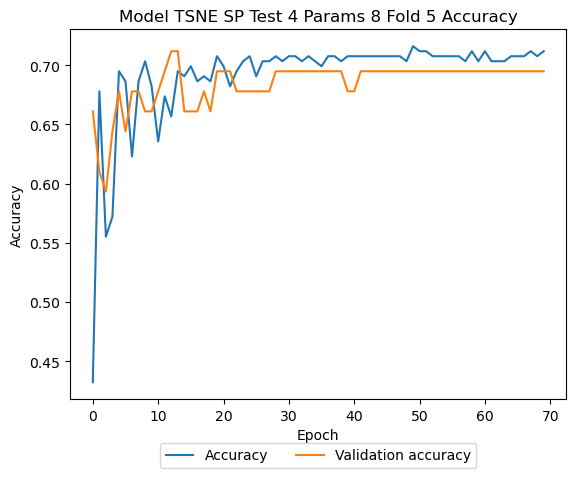 Model TSNE SP Test 4 Params 8 Fold 5 Accuracy
Accuracy
0.70
0.65
0.60
0.55
0.50
0.45
0 10 20 30 40 50 60 70
Epoch
Accuracy Validation accuracy